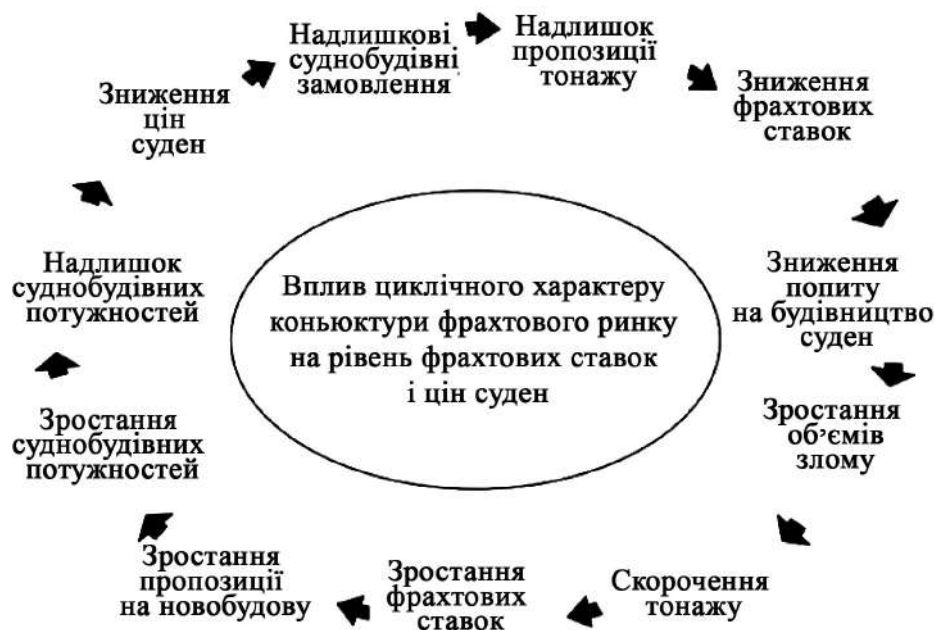 Надлишкові
суднобудівні
замовлення
Надлишок
пропозиції
тонажу
Зниження
фрахтових
ставок
Зниження
попиту
на будівництво
суден
Зростання
об’ємів
злому
Скорочення
тонажу
Зростання
фрахтових
ставок
Зростання
пропозиції
на новобудову
Зростання
суднобудівних
потужностей
Надлишок
суднобудівних
потужностей
Зниження
цін
суден
Вплив циклічного характеру
коньюктури фрахтового ринку
на рівень фрахтових ставок
і цін суден